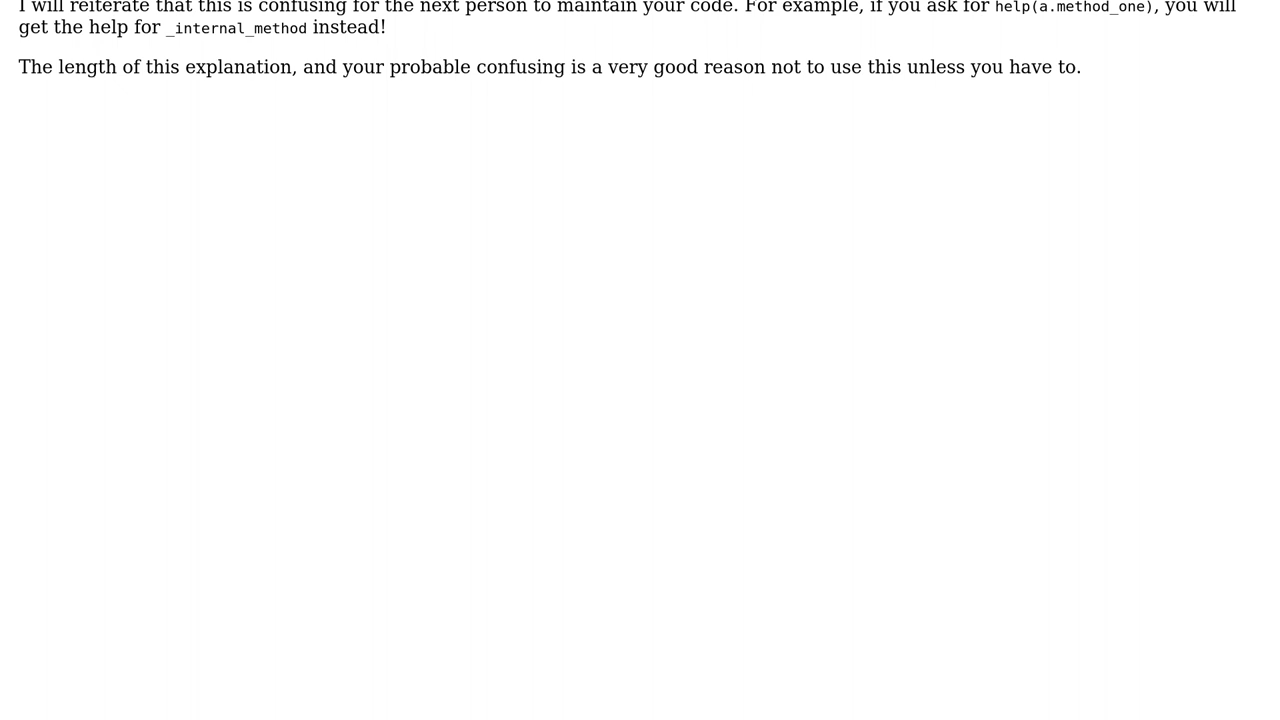 I will reiterate that this is confusing for the next person to maintain your code. For example, if you ask for help(a.method_one), you will
get the help for _internal_method instead!
The length of this explanation, and your probable confusing is a very good reason not to use this unless you have to.